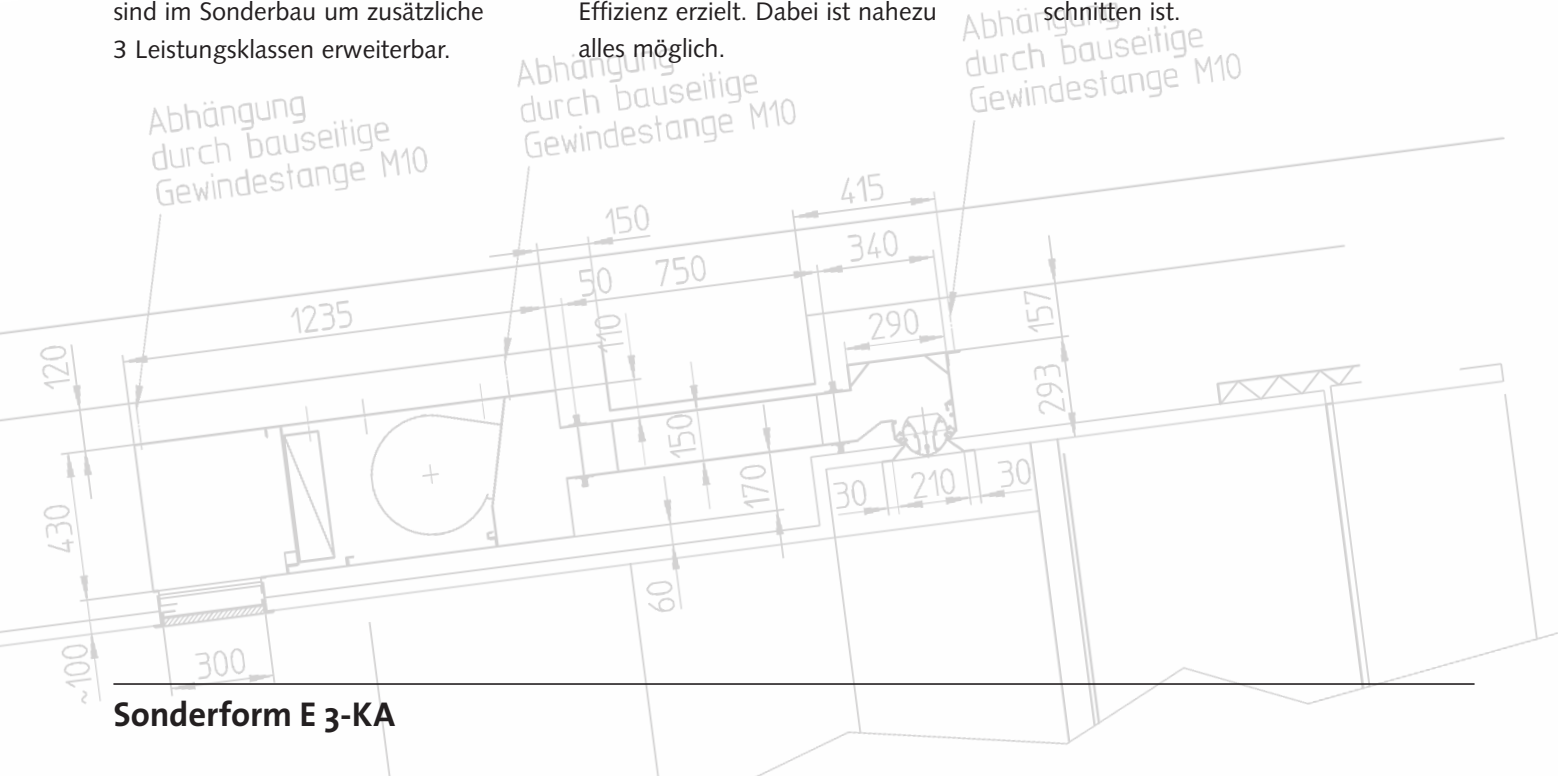 sind im Sonderbau um zusätzliche
3 Leistungsklassen erweiterbar.
Effizienz erzielt. Dabei ist nahezu
alles möglich.
schnitten ist.
Abhängung
durch bauseitige
Gewindestange M10
Abhängung
durch bauseitige
Gewindestange M10
Abhängung
durch bauseitige
Gewindestange M10
415
150
340
50
750
1235
290
157
110
120
293
150
170
30
210
30
430
60
~100
300
Sonderform E 3-KA